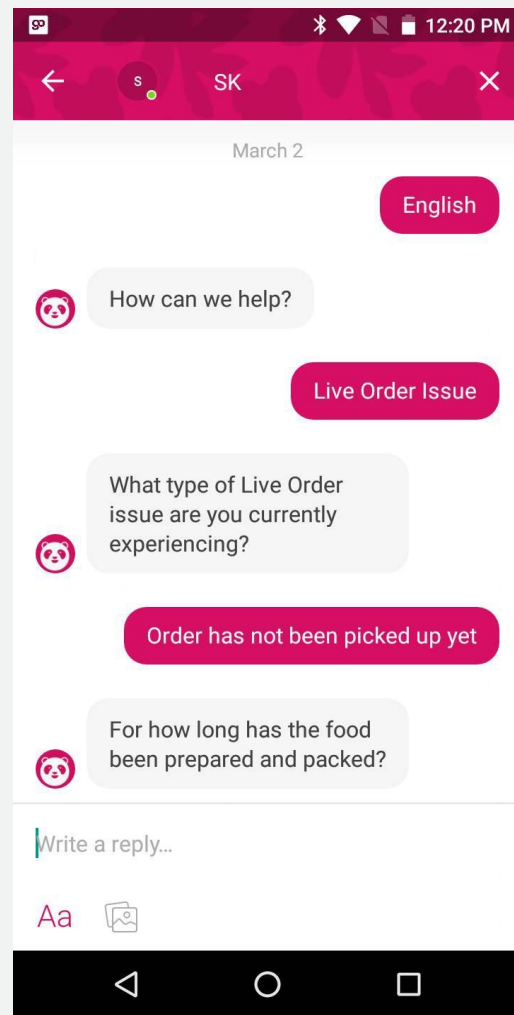 12:20 PM
S
SK
March 2
English
How can we help?
Live Order Issue
What type of Live Order
issue are you currently
experiencing?
Order has not been picked up yet
For how long has the food
been prepared and packed?
Write a reply...
Aa